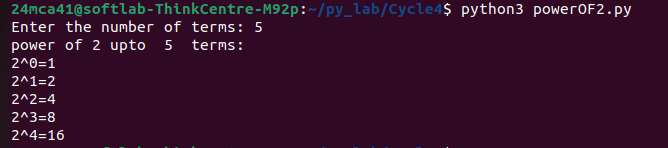 24mca41@softlab-ThinkCentre-M92p:~/py_lab/Cycle4$ python3 powerOF2.py
Enter the number of terms: 5
power of 2 upto  5  terms:
2^0=1
2^1=2
2^2=4
2^3=8
2^4=16